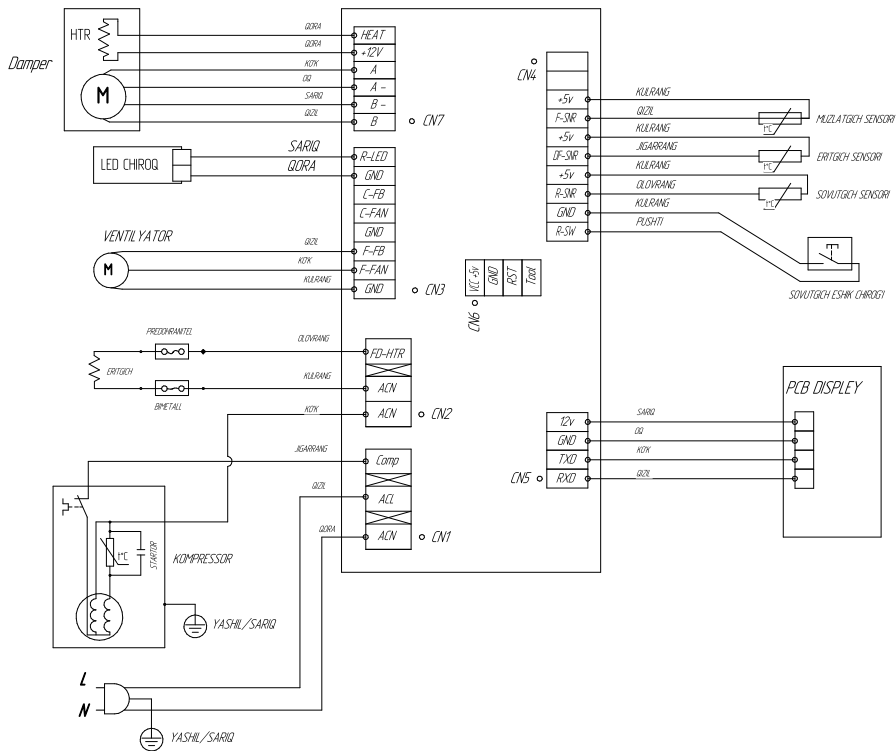 HTR
Damper
M
QORA
QORA
KO'K
OQ
SARIQ
QIZIL
HEAT
+12V
A
A -
B -
B
CN7
LED CHIROQ
SARIQ
QORA
R-LED
GND
C-FB
C-FAN
GND
F-FB
F-FAN
GND
CN3
VENTILYATOR
M
QIZIL
KO'K
KULRANG
CN4
+5v
F-SNR
+5v
DF-SNR
+5v
R-SNR
GND
R-SW
KULRANG
QIZIL
KULRANG
JIGARRANG
KULRANG
OLOVRANG
KULRANG
PUSHTI
t°C
MUZLATGICH SENSORI
t°C
ERITGICH SENSORI
t°C
SOVUTGICH SENSORI
SOVUTGICH ESHIK CHIROG'I
VCC +5v
GND
RST
Tool
CN6
PREDOHRANITEL
ERITGICH
BIMETALL
OLOVRANG
KULRANG
KO'K
FD-HTR
ACN
ACN
CN2
JIGARRANG
QIZIL
QORA
Comp
ACL
ACN
CN1
t°C
STARTOR
KOMPRESSOR
YASHIL/SARIQ
L
N
YASHIL/SARIQ
12v
GND
TXD
RXD
CN5
SARIQ
OQ
KO'K
QIZIL
PCB DISPLEY